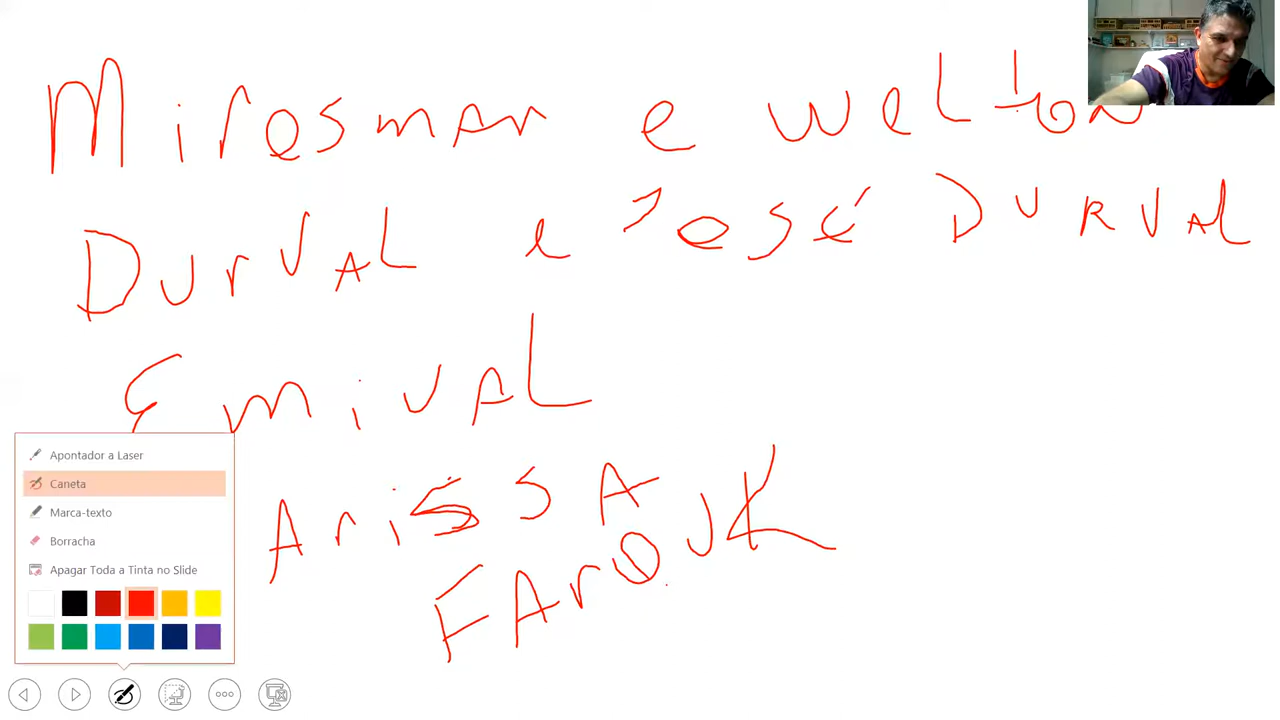 Mirosmar e welton
Durval e José DURVAL
EmivAL
ArissA
FAroUK
Apontador a Laser
Caneta
Marca-texto
Borracha
Apagar Toda a Tinta no Slide